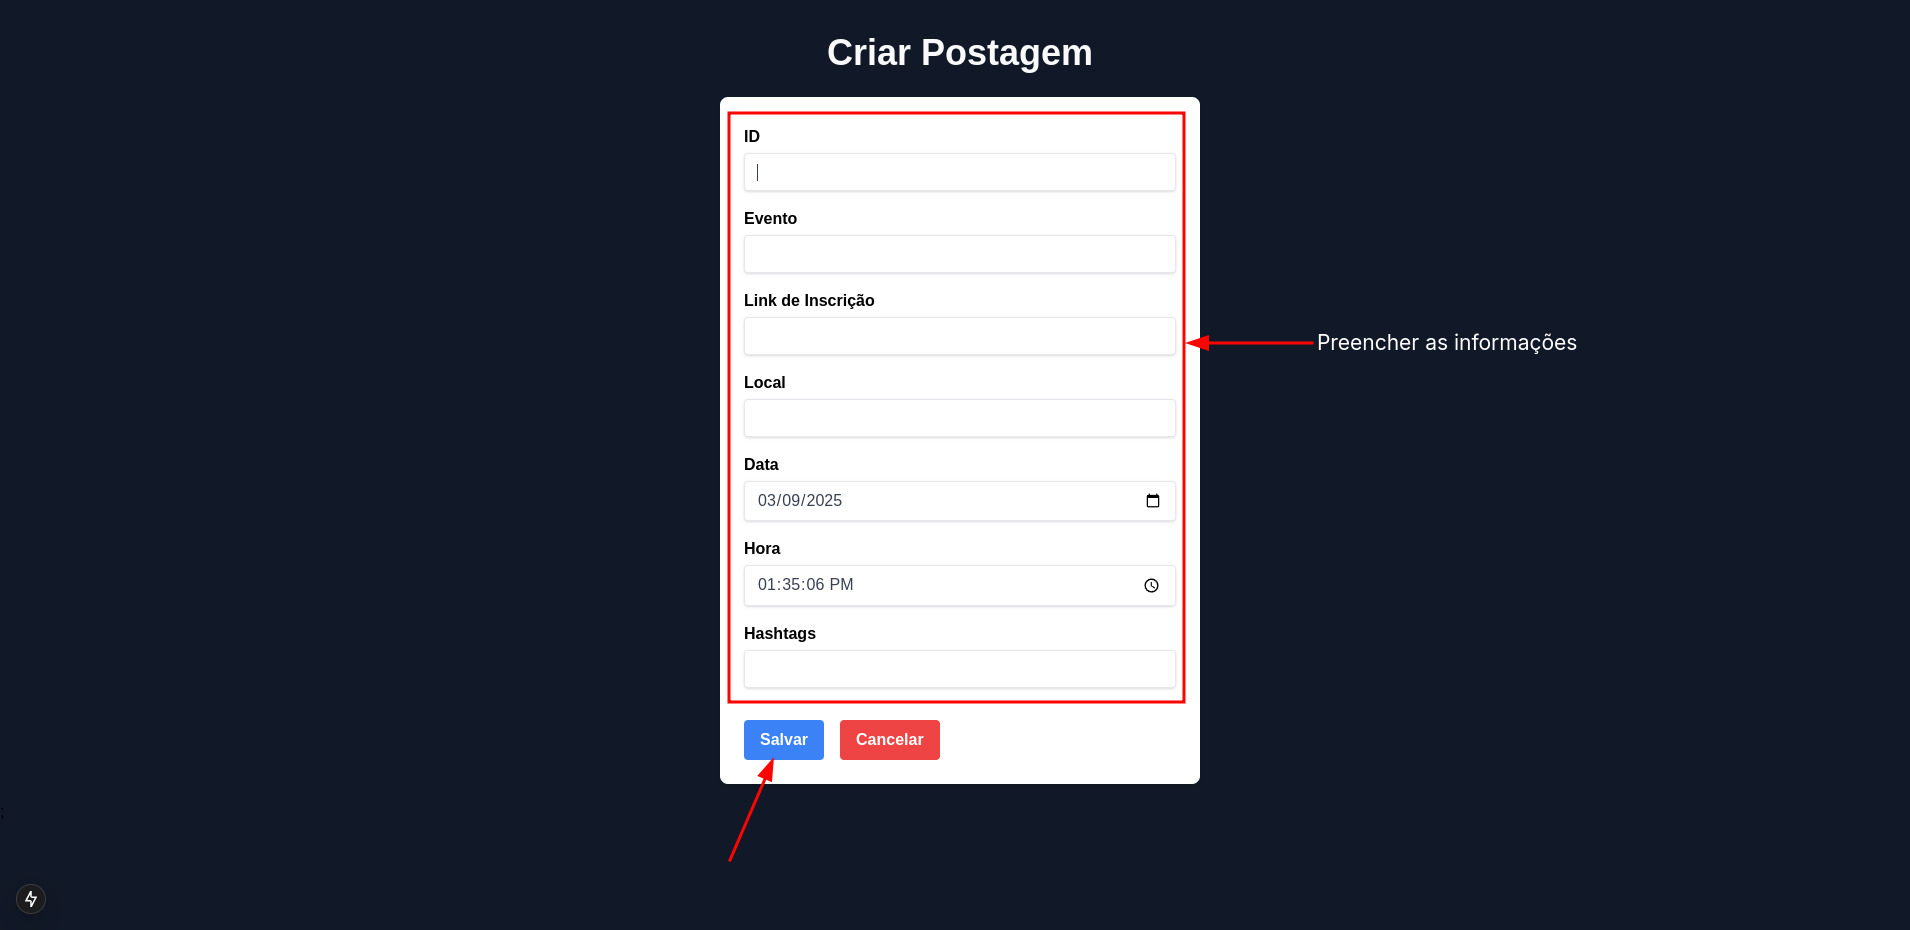 Criar Postagem
ID
Evento
Link de Inscrição
Preencher as informações
Local
Data
03/09/2025
Hora
01:35:06 PM
Hashtags
Salvar Cancelar
;